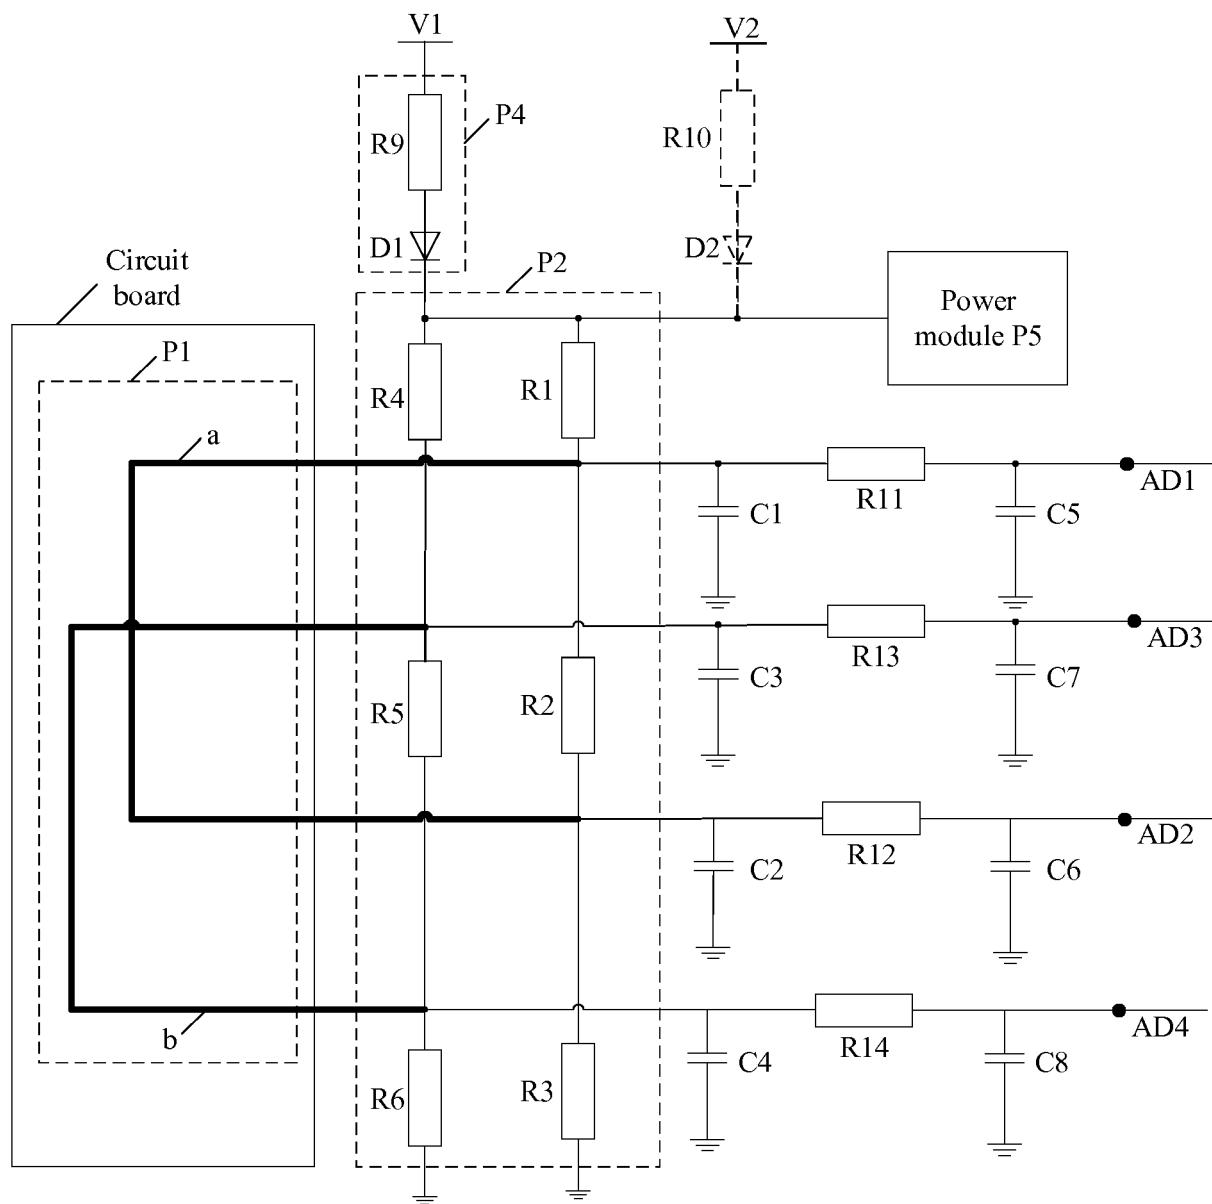 V1
V2
P4
R9
R10
D1
D2
P2
Circuit
board
Power
module P5
P1
R4
R1
a
AD1
R11
C1
C5
R13
AD3
C3
C7
R5
R2
R12
AD2
C2
C6
b
R14
AD4
C4
C8
R6
R3